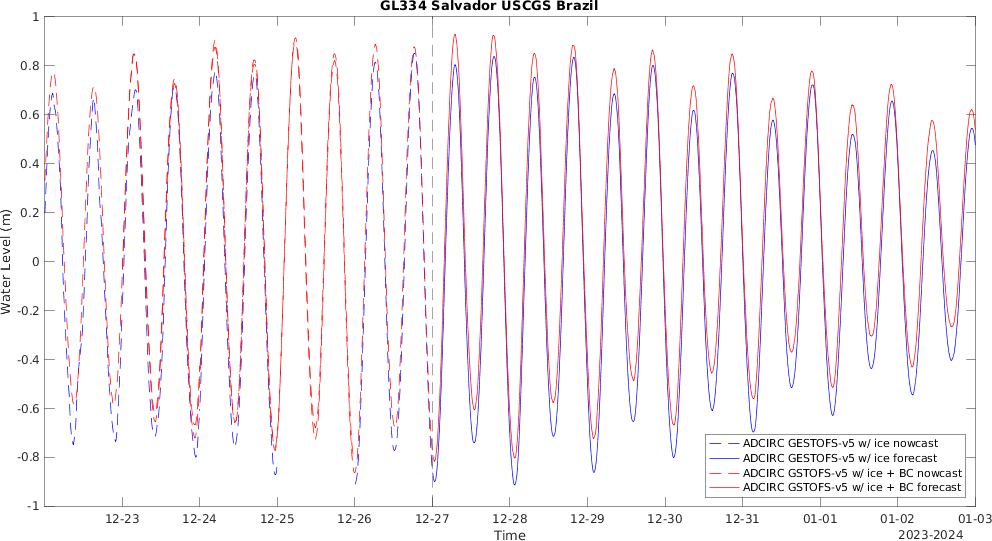 GL334 Salvador USCGS Brazil
Water Level (m)
1
0.8
0.6
0.4
0.2
0
-0.2
-0.4
-0.6
-0.8
-1
ADCIRC GESTOFS-v5 w/ ice nowcast
ADCIRC GESTOFS-v5 w/ ice forecast
ADCIRC GSTOFS-v5 w/ ice + BC nowcast
ADCIRC GSTOFS-v5 w/ ice + BC forecast
12-23 12-24 12-25 12-26 12-27 12-28 12-29 12-30 12-31 01-01 01-02 01-03
Time
2023-2024